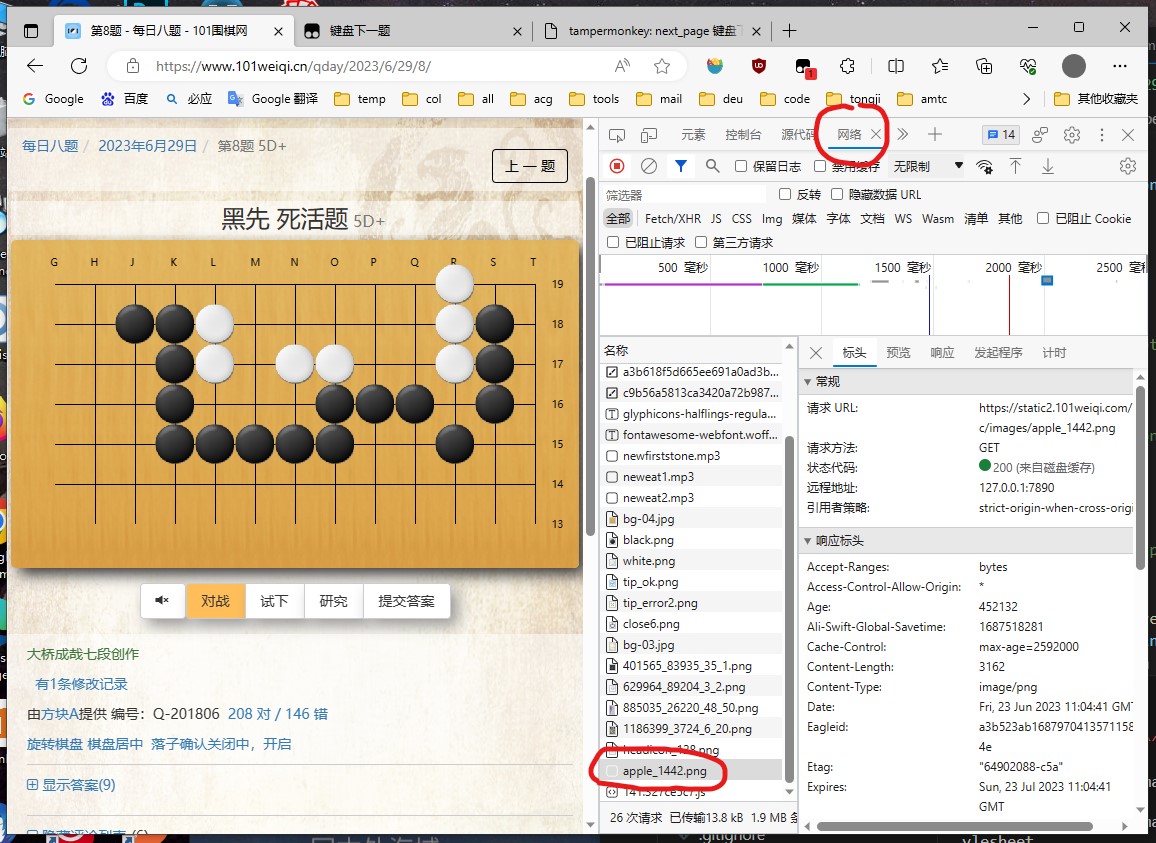 第8题 - 每日八题 - 101围棋网
键盘下一题
tampermonkey: next_page 键盘下
https://www.101weiqi.cn/qday/2023/6/29/8/
1
Google 百度 必应 Google 翻译 temp col all acg tools mail deu code tongji amtc 其他收藏夹
每日八题 / 2023年6月29日 / 第8题 5D+
上一题
黑先 死活题 5D+
G H J K L M N O P Q R S T
19
18
17
16
15
14
13
对战 试下 研究 提交答案
大桥成哉七段创作
有1条修改记录
由方块A提供 编号：Q-201806 208 对 / 146 错
旋转棋盘 棋盘居中 落子确认关闭中，开启
显示答案(9)
隐藏评论列表 (6)
元素 控制台 源代码 网络 14
保留日志 禁用缓存 无限制
筛选器 反转 隐藏数据 URL
全部 Fetch/XHR JS CSS Img 媒体 字体 文档 WS Wasm 清单 其他 已阻止 Cookie
已阻止请求 第三方请求
500 毫秒 1000 毫秒 1500 毫秒 2000 毫秒 2500 毫
名称
a3b618f5d665ee691a0ad3b...
c9b56a5813ca3420a72b987...
glyphicons-halflings-regula...
fontawesome-webfont.woff...
newfirststone.mp3
neweat1.mp3
neweat2.mp3
bg-04.jpg
black.png
white.png
tip_ok.png
tip_error2.png
close6.png
bg-03.jpg
401565_83935_35_1.png
629964_89204_3_2.png
885035_26220_48_50.png
1186399_3724_6_20.png
headicon_128.png
apple_1442.png
141.327ce5c7.js
26 次请求 已传输13.8 kB 1.9 MB 条
标头 预览 响应 发起程序 计时
常规
请求 URL: https://static2.101weiqi.com/
c/images/apple_1442.png
请求方法: GET
状态代码: 200 (来自磁盘缓存)
远程地址: 127.0.0.1:7890
引用者策略: strict-origin-when-cross-origi
响应标头
Accept-Ranges: bytes
Access-Control-Allow-Origin: *
Age: 452132
Ali-Swift-Global-Savetime: 1687518281
Cache-Control: max-age=2592000
Content-Length: 3162
Content-Type: image/png
Date: Fri, 23 Jun 2023 11:04:41 GMT
Eagleid: a3b523ab1687970413571158
4e
Etag: "64902088-c5a"
Expires: Sun, 23 Jul 2023 11:04:41
GMT
.gitignore
ylesheet